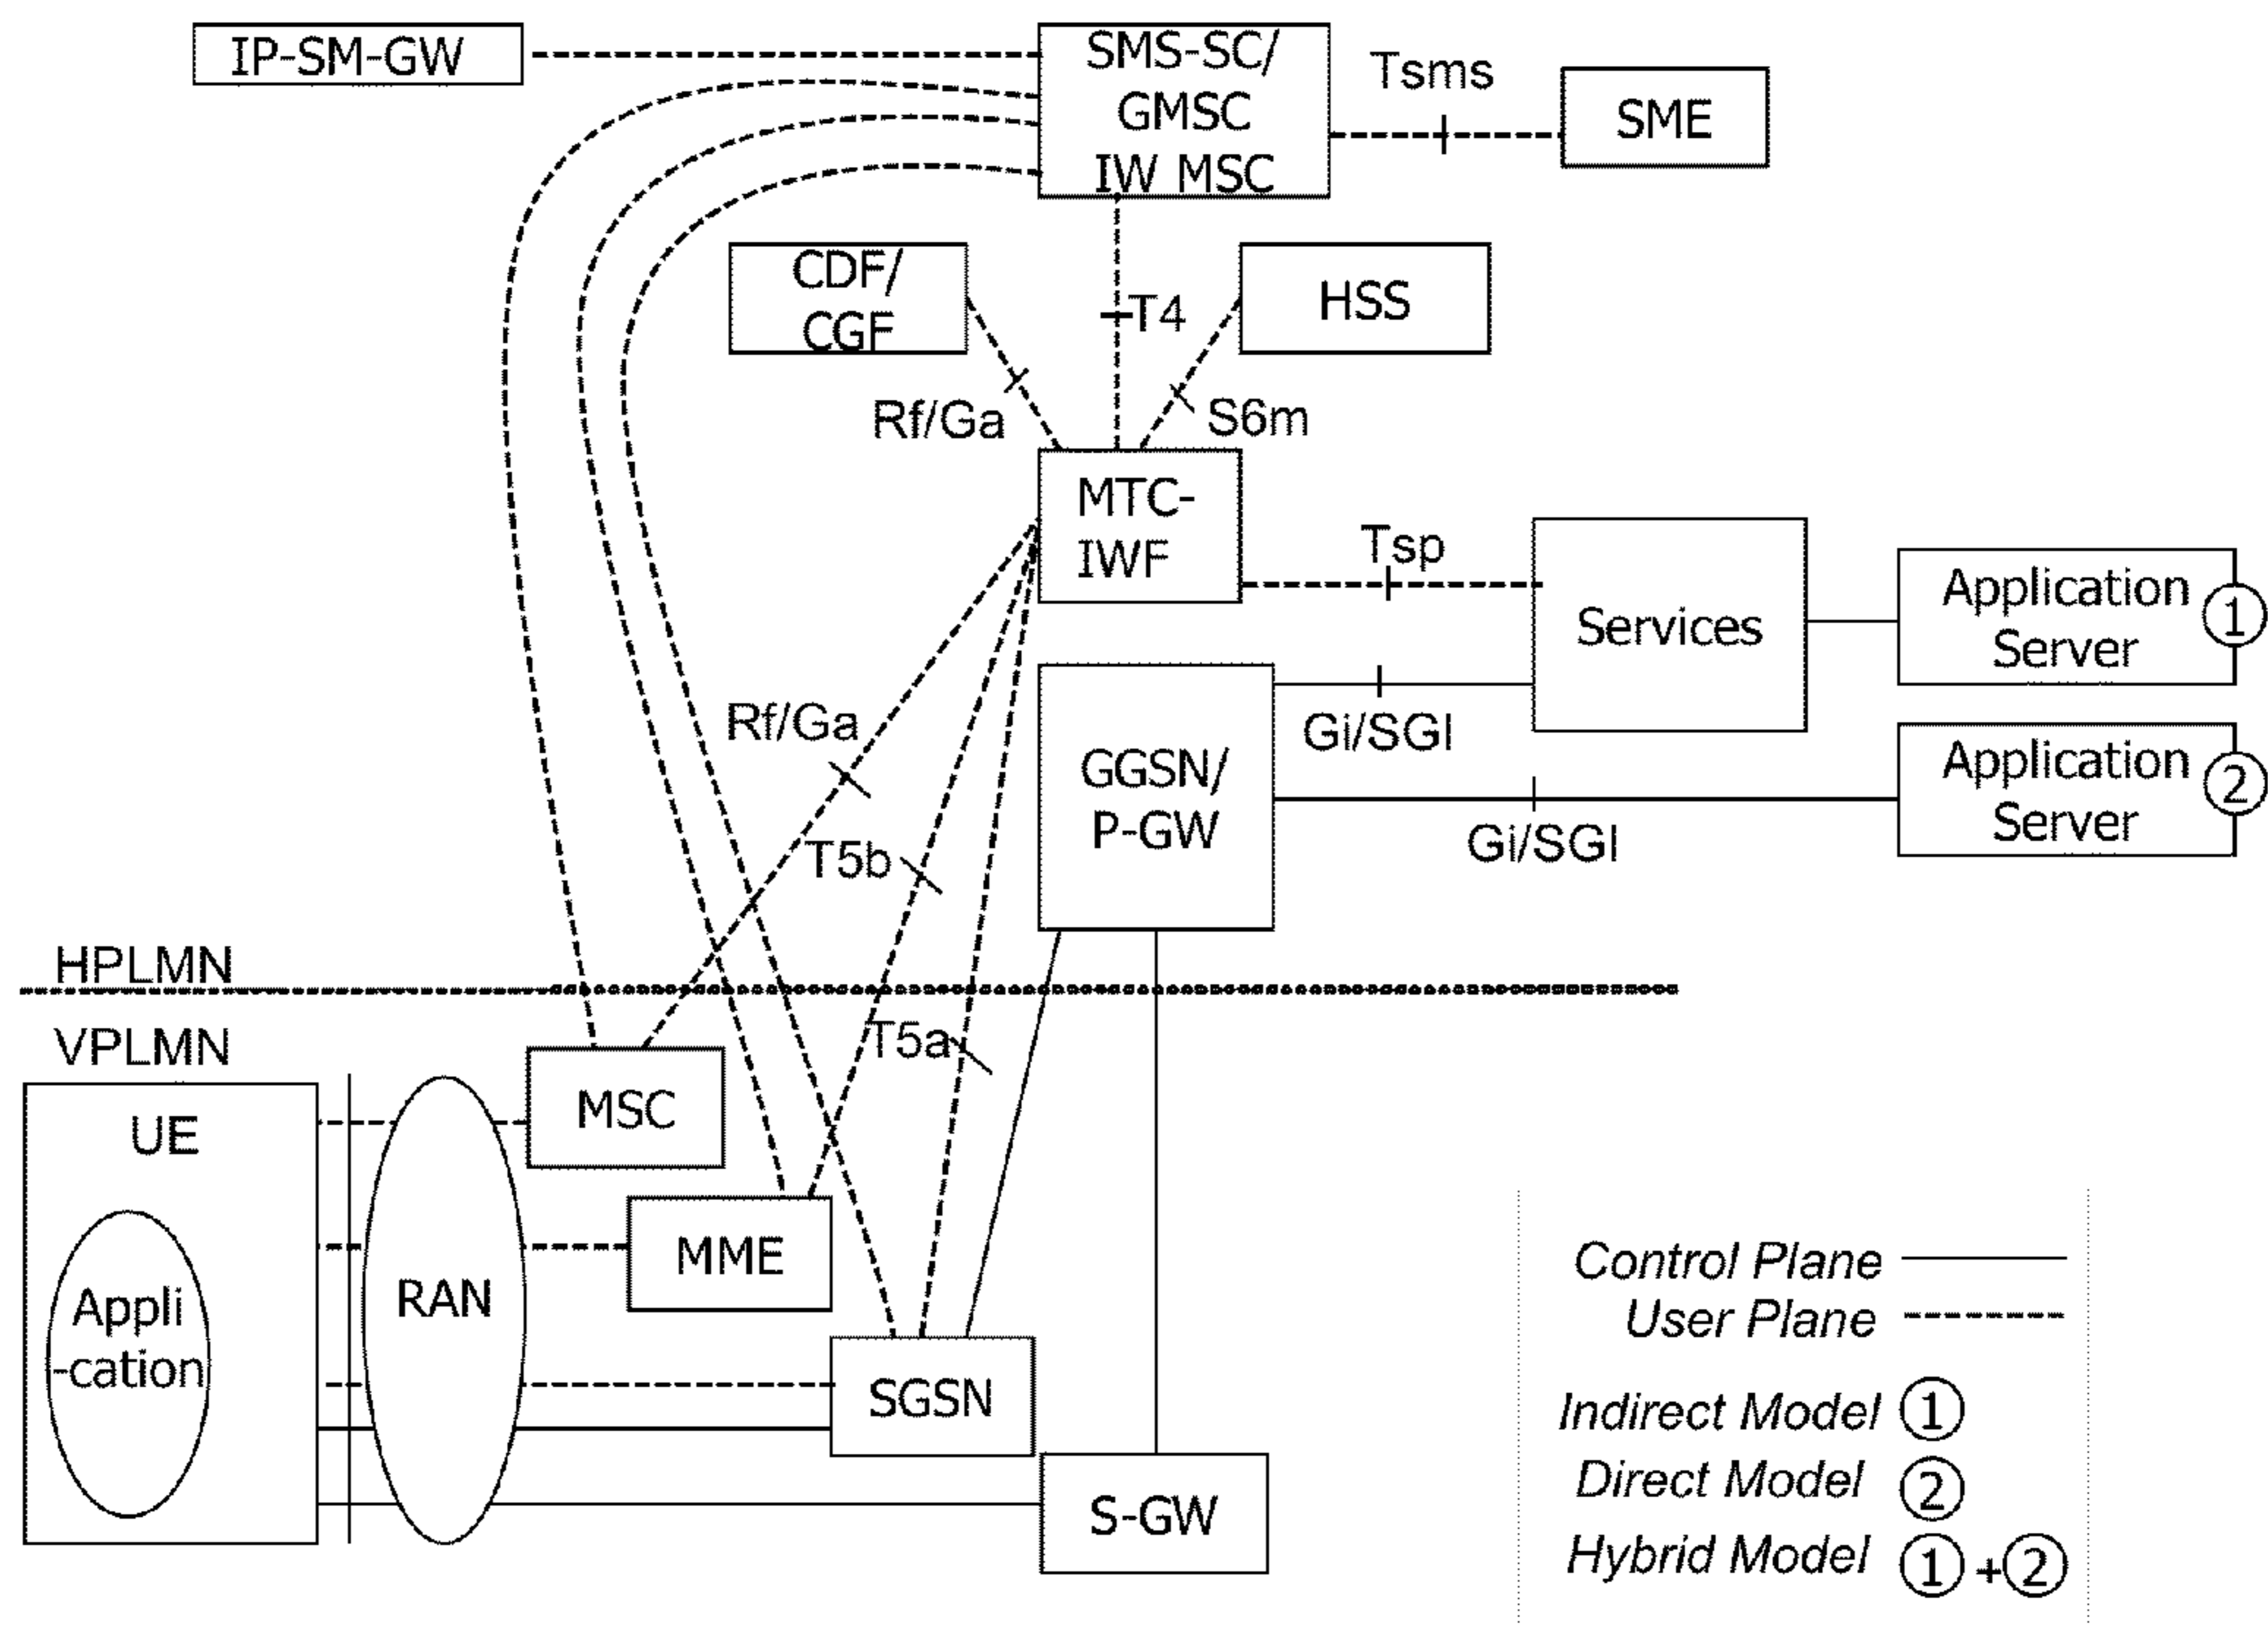 IP-SM-GW
SMS-SC/
GMSC
IW MSC
Tsms
SME
CDF/
CGF
T4
HSS
Rf/Ga
S6m
MTC-
IWF
Tsp
Services
Application
Server
1
Rf/Ga
GGSN/
P-GW
Gi/SGI
Application
Server
2
T5b
Gi/SGI
HPLMN
VPLMN
T5a
UE
MSC
MME
RAN
Appli
-cation
SGSN
S-GW
Control Plane
User Plane
Indirect Model 1
Direct Model 2
Hybrid Model 1 + 2